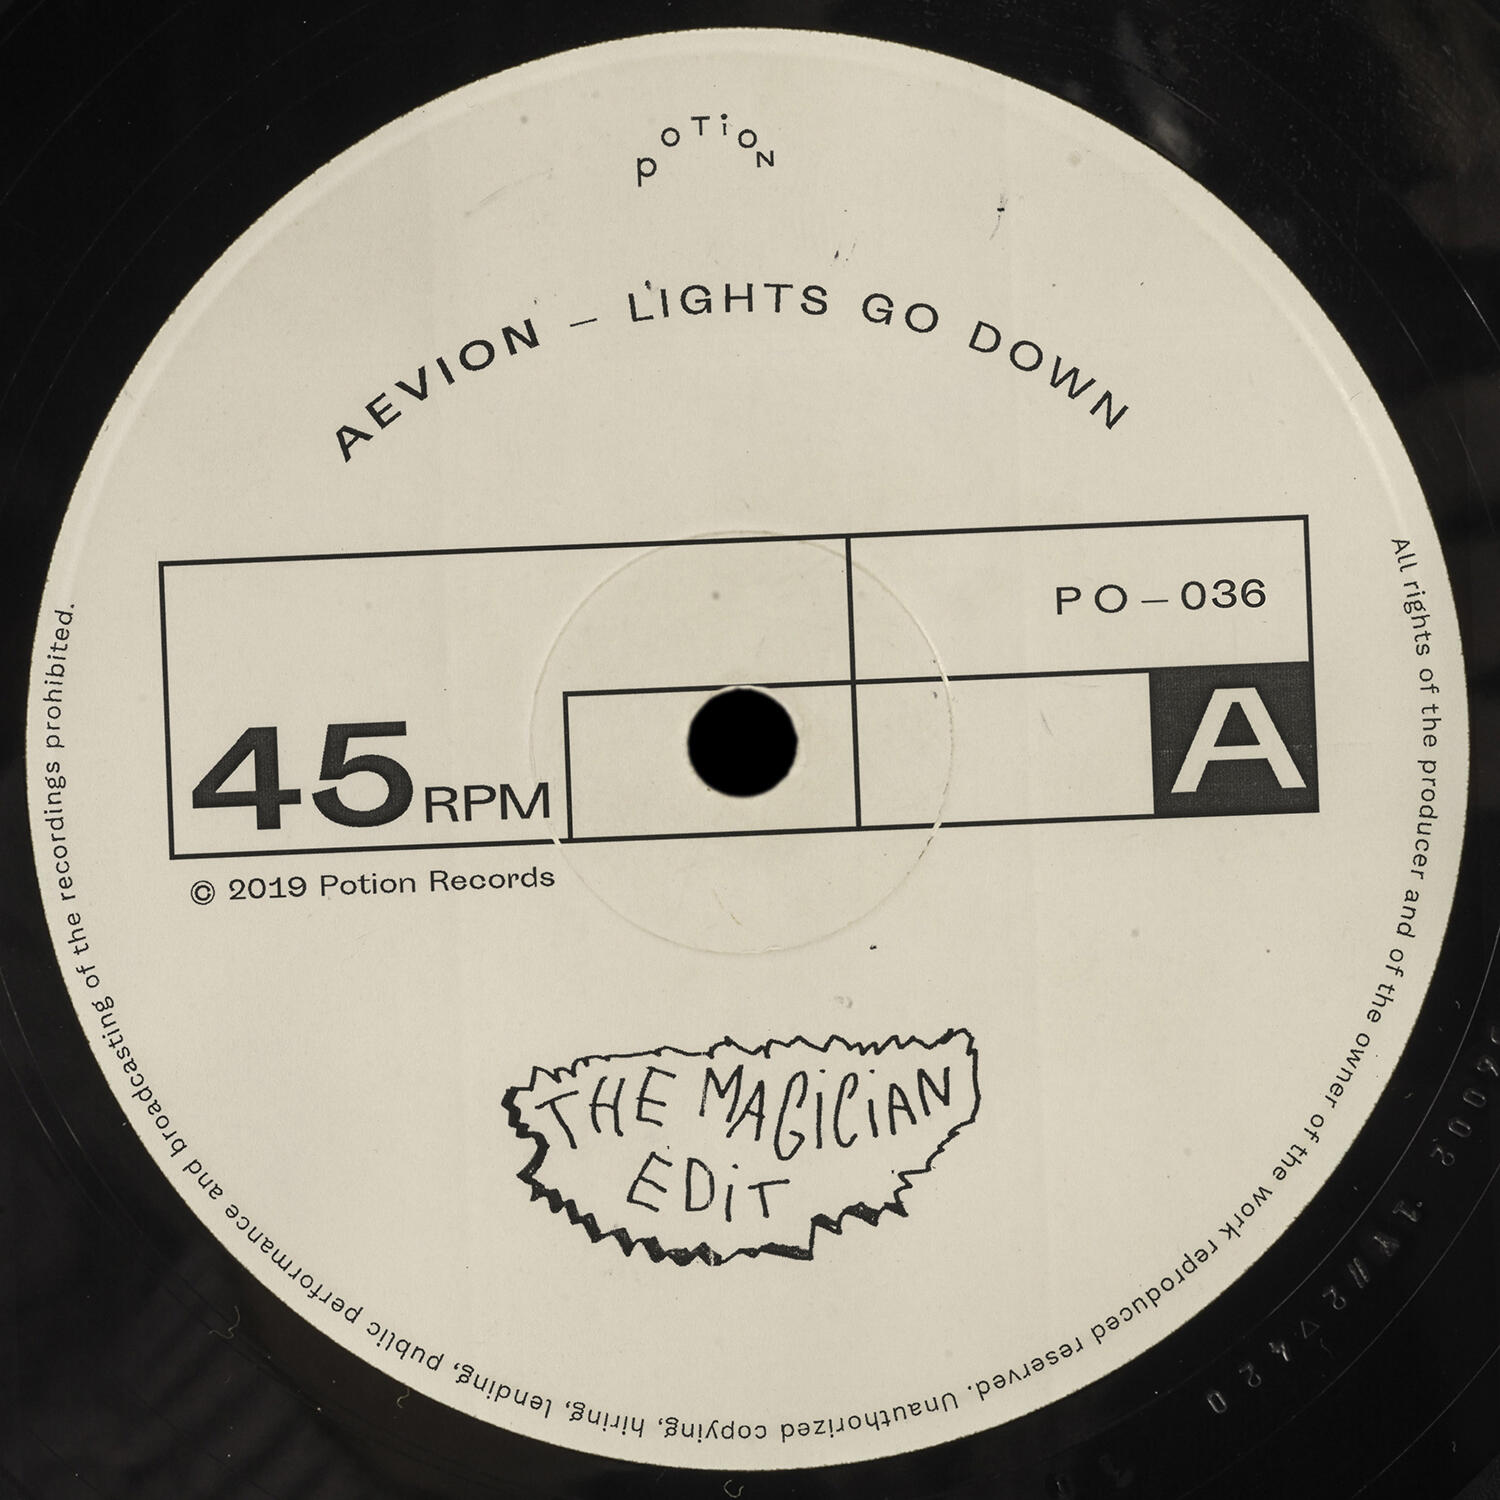 pOTiON
AEVION – LIGHTS GO DOWN
PO–036
45RPM
A
© 2019 Potion Records
THE MAGiCiAN
EDiT
All rights of the producer and of the owner of the work reproduced reserved. Unauthorized copying, hiring, lending, public performance and broadcasting of the recordings prohibited.